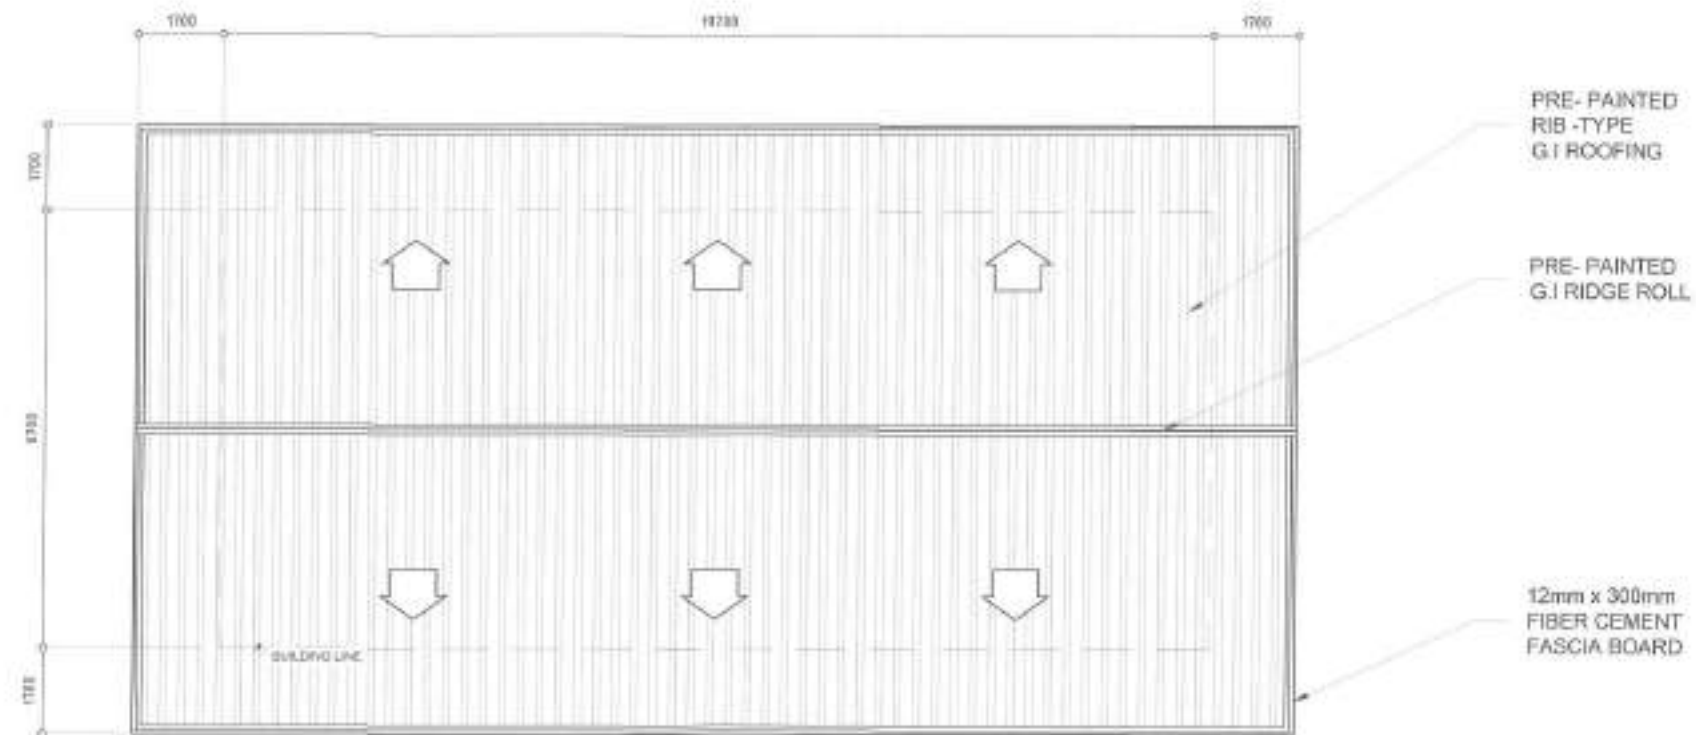 1700
1700
1700
PRE- PAINTED
RIB -TYPE
G.I ROOFING
PRE- PAINTED
G.I RIDGE ROLL
BUILDING LINE
12mm x 300mm
FIBER CEMENT
FASCIA BOARD